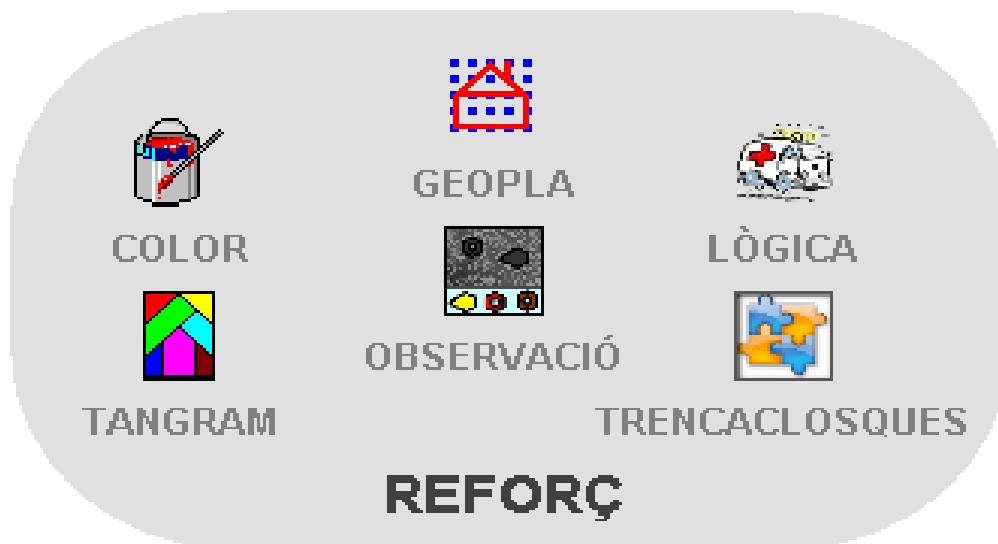 GEOPLA
COLOR
LÒGICA
OBSERVACIÓ
TANGRAM
TRENCACLOSQUES
REFORÇ